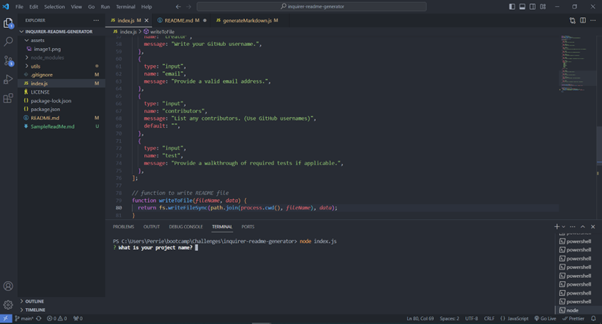 File Edit Selection View Go Run Terminal Help
inquirer-readme-generator
EXPLORER
INQUIRER-README-GENERATOR
assets
image1.png
node_modules
utils
.gitignore M
index.js M
LICENSE
package-lock.json
package.json
README.md M
SampleReadMe.md U
OUTLINE
TIMELINE
index.js M
README.md M
generateMarkdown.js M
index.js > writeToFile
name: "creator",
message: "Write your GitHub username.",
},
{
type: "input",
name: "email",
message: "Provide a valid email address.",
},
{
type: "input",
name: "contributors",
message: "List any contributors. (Use GitHub usernames)",
default: "",
},
{
type: "input",
name: "test",
message: "Provide a walkthrough of required tests if applicable.",
},
];
// function to write README file
function writeToFile(fileName, data) {
80 return fs.writeFileSync(path.join(process.cwd(), fileName), data);
}
PROBLEMS OUTPUT DEBUG CONSOLE TERMINAL PORTS
PS C:\Users\Perrie\bootcamp\Challenges\inquirer-readme-generator> node index.js
? What is your project name?
powershell
powershell
powershell
powershell
powershell
powershell
powershell
powershell
node
main* 0 0 0 Ln 80, Col 69 Spaces: 2 UTF-8 CRLF {} JavaScript Go Live Prettier